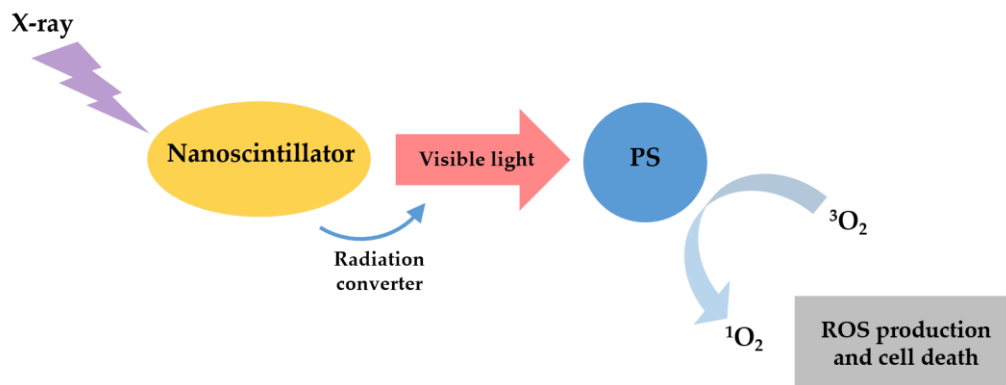 X-ray
Nanoscintillator
Visible light
PS
Radiation
converter
³O₂
¹O₂
ROS production
and cell death